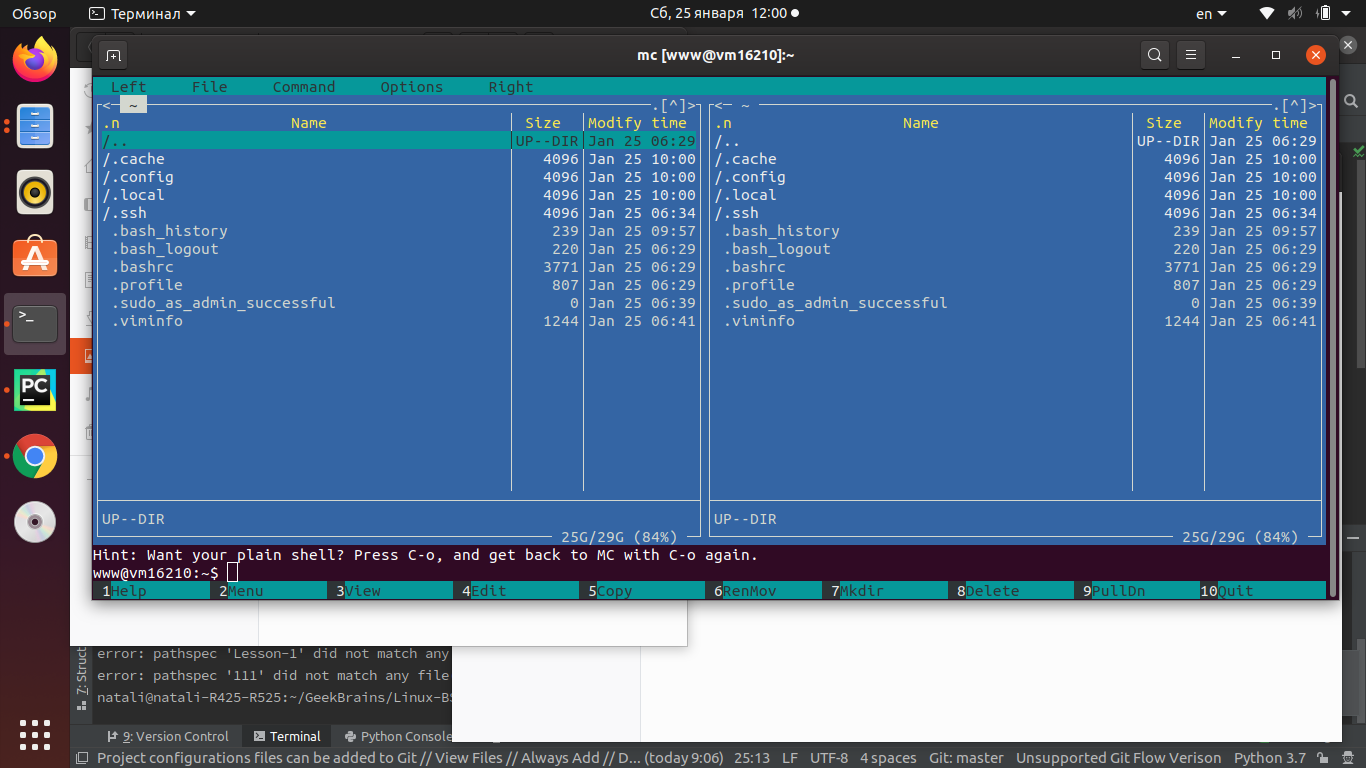 Обзор Терминал Сб, 25 января 12:00 en
mc [www@vm16210]:~
Left File Command Options Right
<─ ~ .[^]> <─ ~ .[^]>
.n Name Size Modify time .n Name Size Modify time
/.. UP--DIR Jan 25 06:29 /.. UP--DIR Jan 25 06:29
/.cache 4096 Jan 25 10:00 /.cache 4096 Jan 25 10:00
/.config 4096 Jan 25 10:00 /.config 4096 Jan 25 10:00
/.local 4096 Jan 25 10:00 /.local 4096 Jan 25 10:00
/.ssh 4096 Jan 25 06:34 /.ssh 4096 Jan 25 06:34
.bash_history 239 Jan 25 09:57 .bash_history 239 Jan 25 09:57
.bash_logout 220 Jan 25 06:29 .bash_logout 220 Jan 25 06:29
.bashrc 3771 Jan 25 06:29 .bashrc 3771 Jan 25 06:29
.profile 807 Jan 25 06:29 .profile 807 Jan 25 06:29
.sudo_as_admin_successful 0 Jan 25 06:39 .sudo_as_admin_successful 0 Jan 25 06:39
.viminfo 1244 Jan 25 06:41 .viminfo 1244 Jan 25 06:41
UP--DIR UP--DIR
25G/29G (84%) 25G/29G (84%)
Hint: Want your plain shell? Press C-o, and get back to MC with C-o again.
www@vm16210:~$
1Help 2Menu 3View 4Edit 5Copy 6RenMov 7Mkdir 8Delete 9PullDn 10Quit
PC
error: pathspec 'Lesson-1' did not match any
error: pathspec '111' did not match any file
natali@natali-R425-R525:~/GeekBrains/Linux-BS
7: Struct
9: Version Control Terminal Python Console
Project configurations files can be added to Git // View Files // Always Add // D... (today 9:06) 25:13 LF UTF-8 4 spaces Git: master Unsupported Git Flow Verison Python 3.7